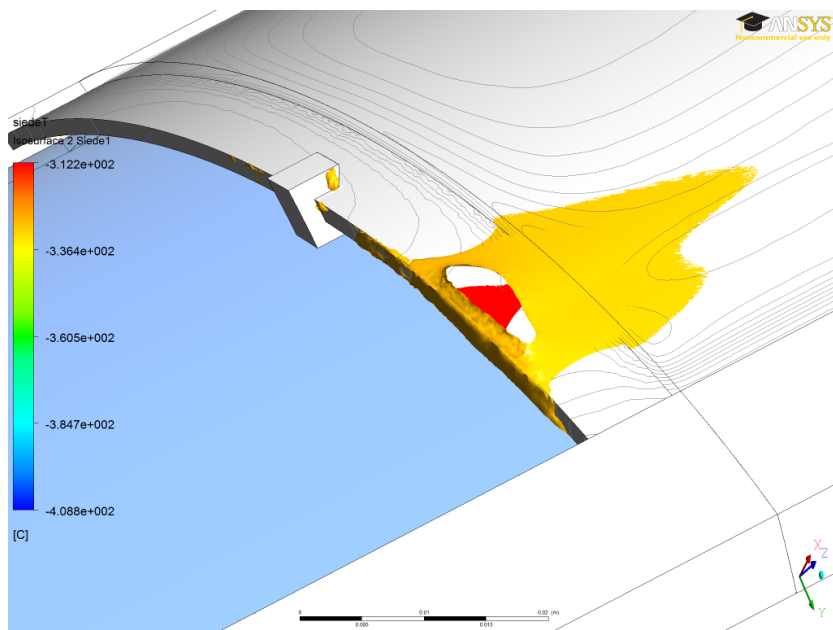 ANSYS
Noncommercial use only
siedeT
Isosurface 2 Siede1
-3.122e+002
-3.364e+002
-3.605e+002
-3.847e+002
-4.088e+002
[C]
X
Z
Y
0 0.01 0.02 (m)
0.005 0.015